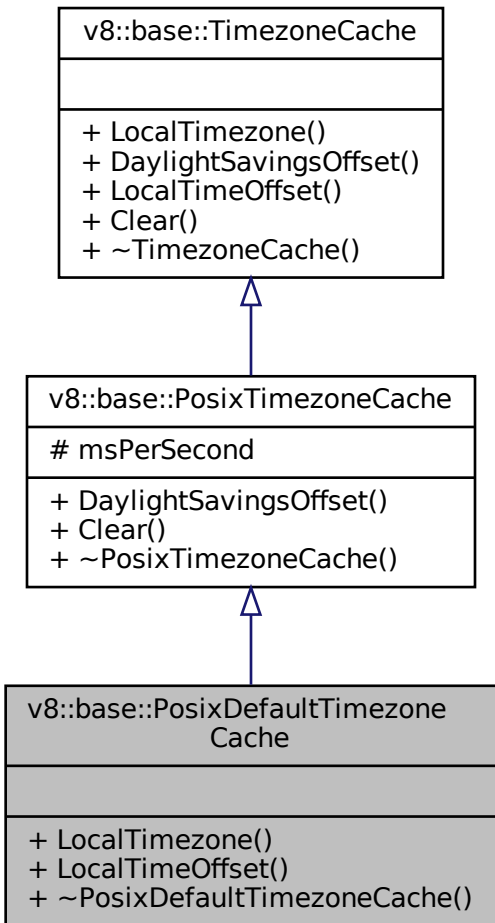 v8::base::TimezoneCache
+ LocalTimezone()
+ DaylightSavingsOffset()
+ LocalTimeOffset()
+ Clear()
+ ~TimezoneCache()
v8::base::PosixTimezoneCache
# msPerSecond
+ DaylightSavingsOffset()
+ Clear()
+ ~PosixTimezoneCache()
v8::base::PosixDefaultTimezone
Cache
+ LocalTimezone()
+ LocalTimeOffset()
+ ~PosixDefaultTimezoneCache()